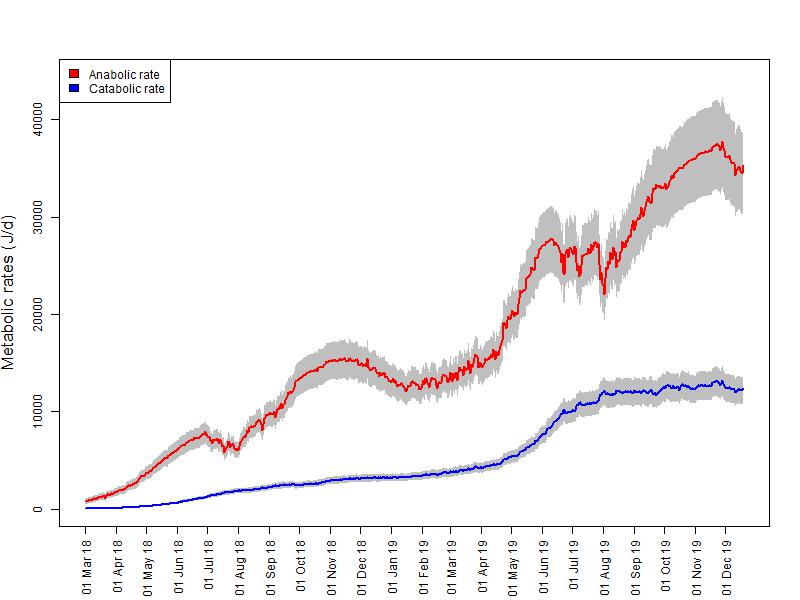 Anabolic rate
Catabolic rate
Metabolic rates (J/d)
40000
30000
20000
10000
0
01 Mar 18
01 Apr 18
01 May 18
01 Jun 18
01 Jul 18
01 Aug 18
01 Sep 18
01 Oct 18
01 Nov 18
01 Dec 18
01 Jan 19
01 Feb 19
01 Mar 19
01 Apr 19
01 May 19
01 Jun 19
01 Jul 19
01 Aug 19
01 Sep 19
01 Oct 19
01 Nov 19
01 Dec 19